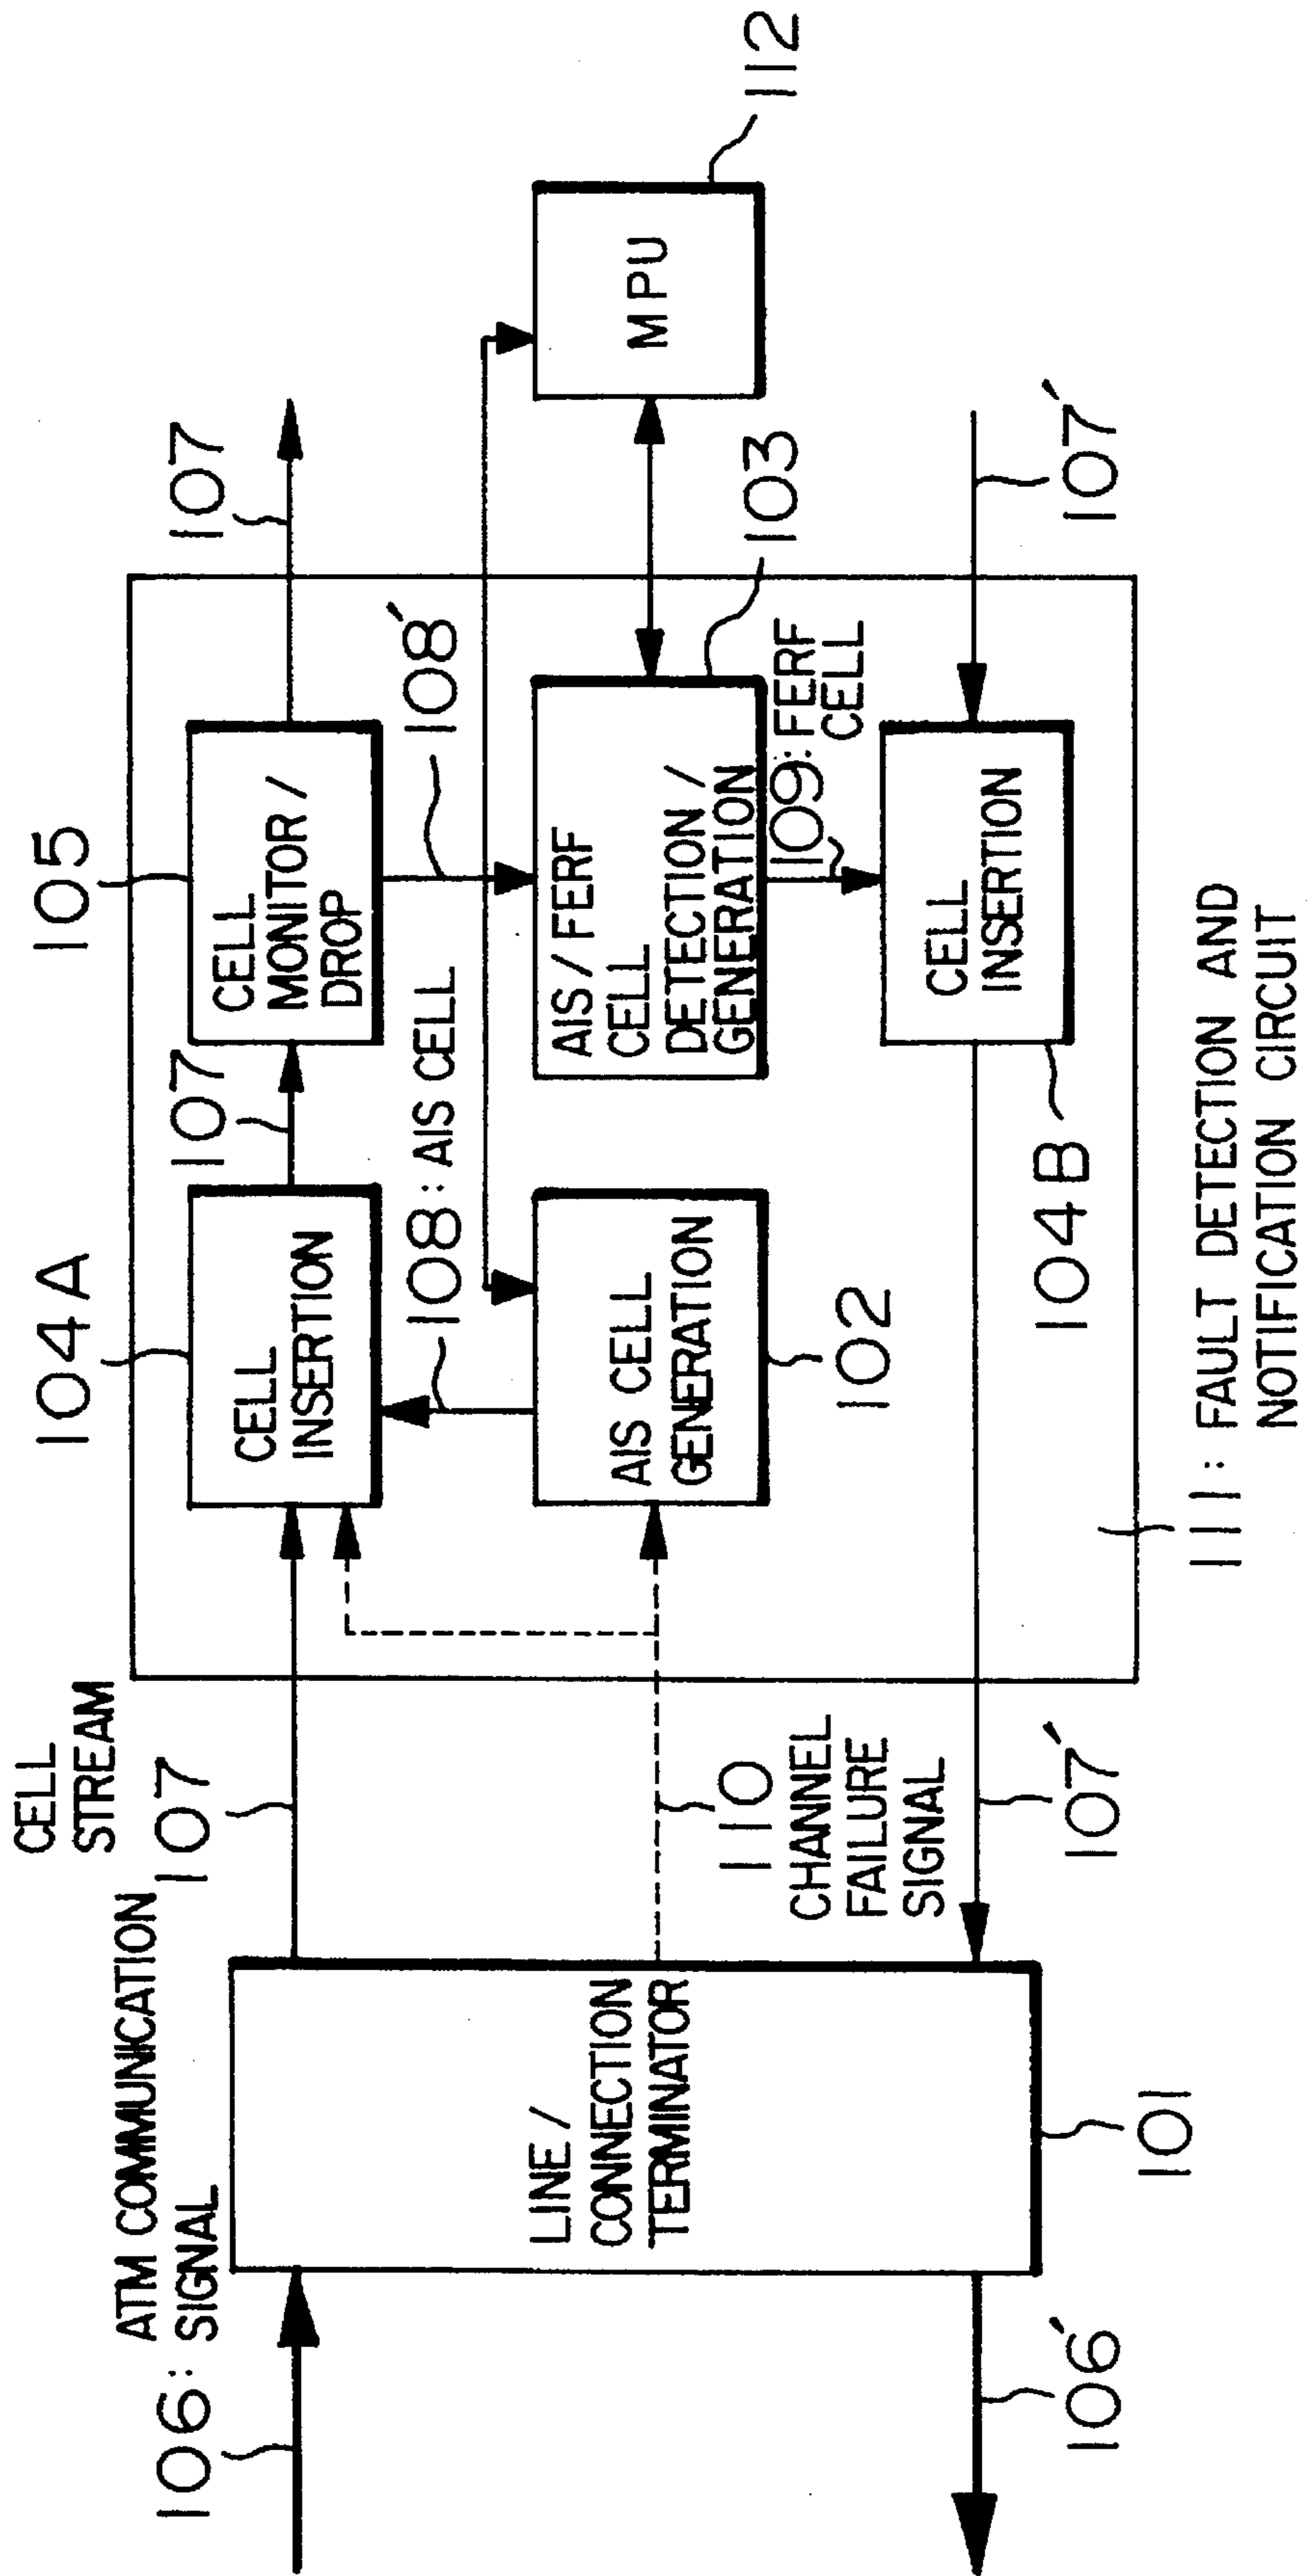 106: ATM COMMUNICATION
SIGNAL
CELL
STREAM
107
104A
105
107
107
CELL
INSERTION
CELL
MONITOR /
DROP
108 : AIS CELL
108'
LINE /
CONNECTION
TERMINATOR
AIS CELL
GENERATION
AIS / FERF
CELL
DETECTION /
GENERATION
MPU
110
CHANNEL
FAILURE
SIGNAL
102
103
112
109: FERF
CELL
CELL
INSERTION
106'
101
107'
104B
107'
111 : FAULT DETECTION AND
NOTIFICATION CIRCUIT